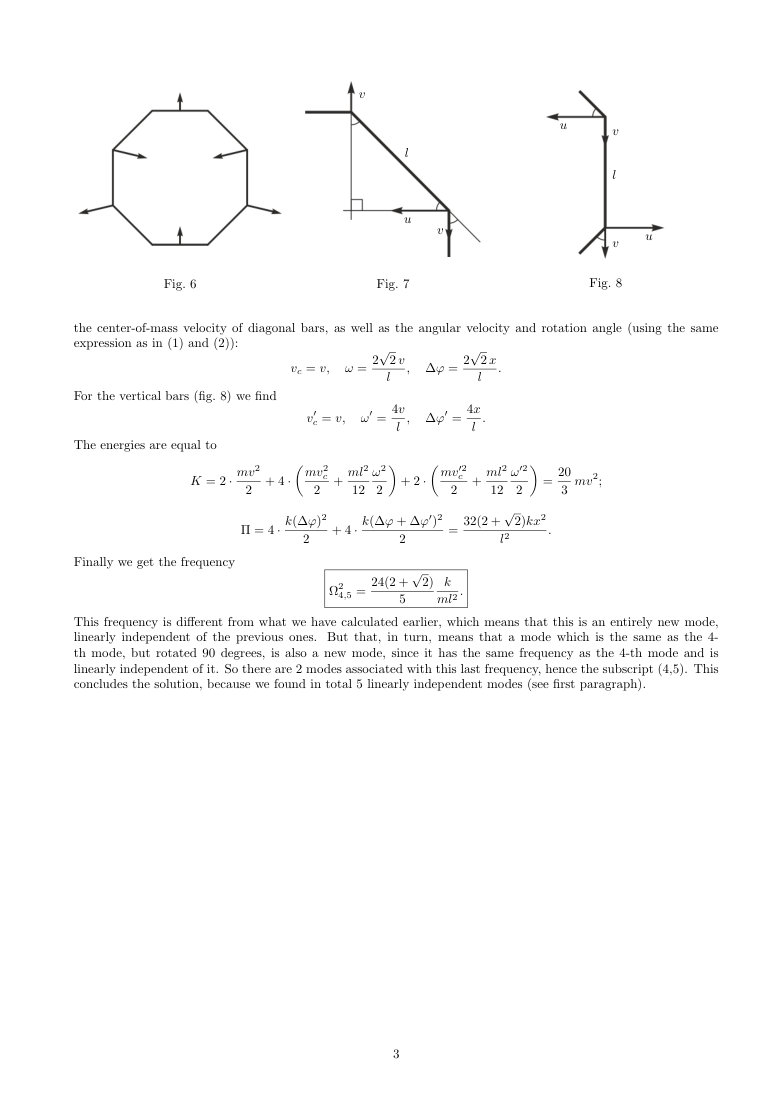 v
l
u
v
u
v
l
v
u
Fig. 6
Fig. 7
Fig. 8
the center-of-mass velocity of diagonal bars, as well as the angular velocity and rotation angle (using the same
expression as in (1) and (2)):
v_c = v, ω = 2√2 v / l, Δφ = 2√2 x / l.
For the vertical bars (fig. 8) we find
v′_c = v, ω′ = 4v / l, Δφ′ = 4x / l.
The energies are equal to
K = 2 · mv²/2 + 4 · (mv_c²/2 + ml²/12 ω²/2) + 2 · (mv′_c²/2 + ml²/12 ω′²/2) = 20/3 mv²;
Π = 4 · k(Δφ)²/2 + 4 · k(Δφ + Δφ′)²/2 = 32(2 + √2)kx² / l².
Finally we get the frequency
Ω²_{4,5} = 24(2 + √2)/5 k/ml².
This frequency is different from what we have calculated earlier, which means that this is an entirely new mode,
linearly independent of the previous ones. But that, in turn, means that a mode which is the same as the 4-
th mode, but rotated 90 degrees, is also a new mode, since it has the same frequency as the 4-th mode and is
linearly independent of it. So there are 2 modes associated with this last frequency, hence the subscript (4,5). This
concludes the solution, because we found in total 5 linearly independent modes (see first paragraph).
3